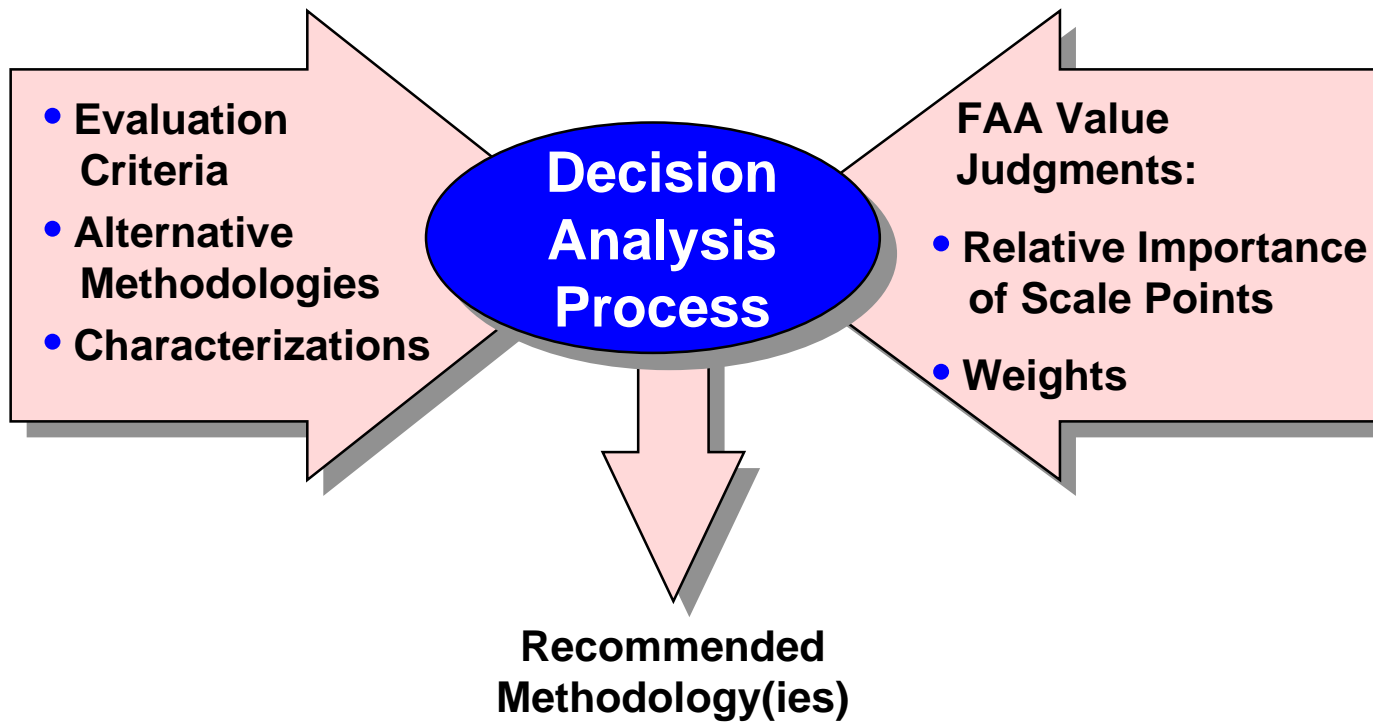 • Evaluation
Criteria
• Alternative
Methodologies
• Characterizations
Decision
Analysis
Process
FAA Value
Judgments:
• Relative Importance
of Scale Points
• Weights
Recommended
Methodology(ies)